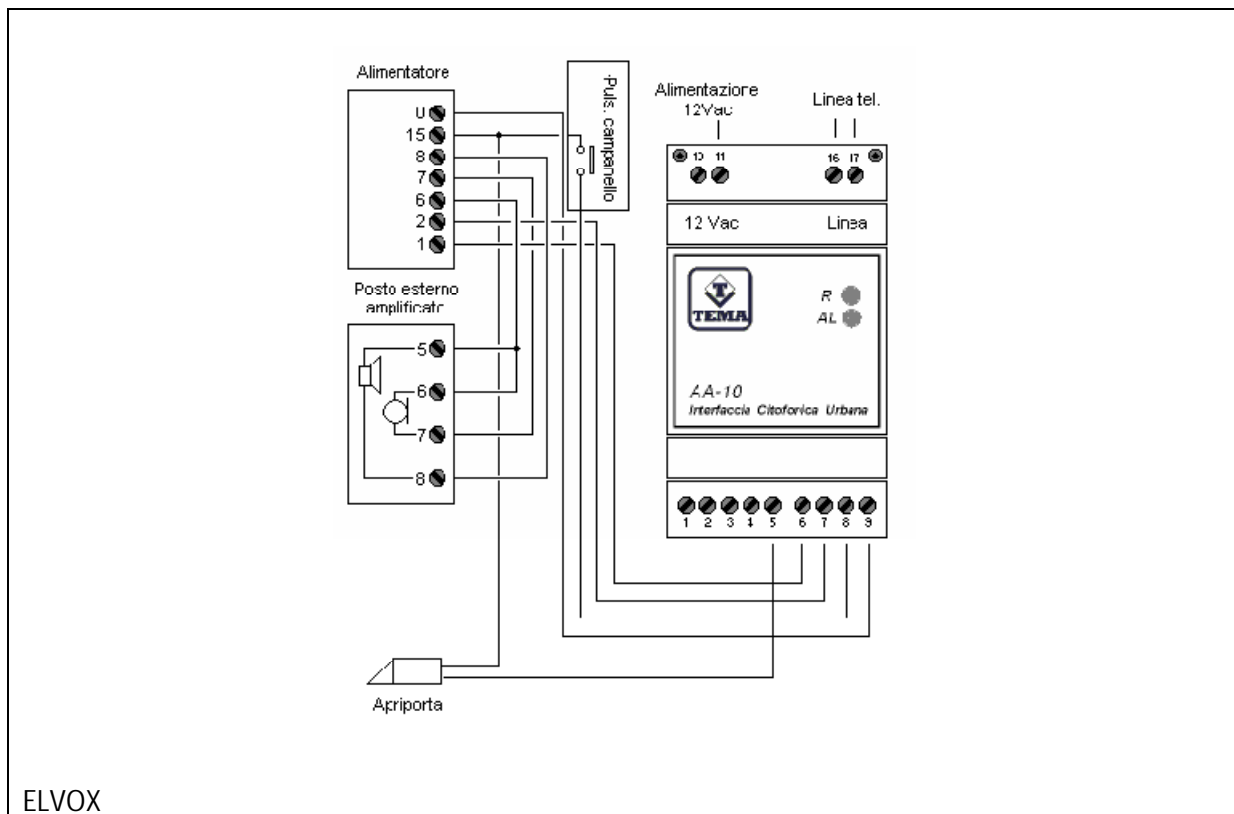 Alimentatore
U
15
8
7
6
2
1
Puls. campanello
Alimentazione
12Vac
Linea tel.
10 11
16 17
12 Vac
Linea
TEMA
R
AL
AA-10
Interfaccia Citofonica Urbana
1 2 3 4 5 6 7 8 9
Posto esterno
amplificato
5
6
7
8
Apriporta
ELVOX